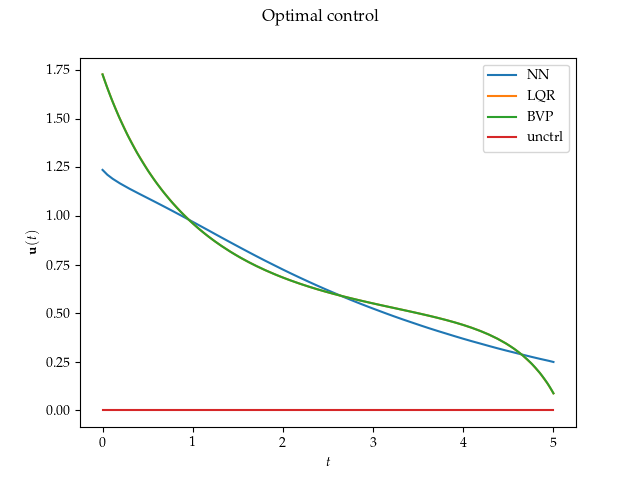 Optimal control
1.75
1.50
1.25
1.00
0.75
0.50
0.25
0.00
u(t)
0 1 2 3 4 5
t
NN
LQR
BVP
unctrl